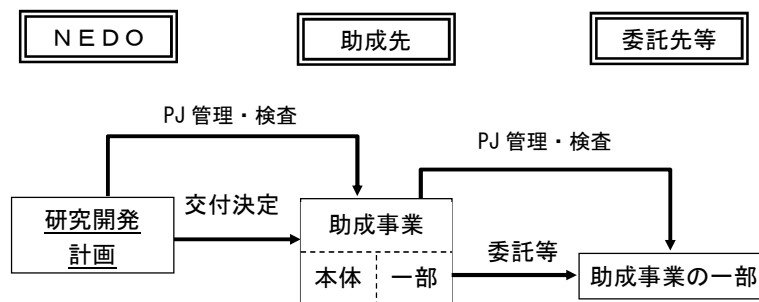 ＮＥＤＯ
助成先
委託先等
PJ 管理・検査
PJ 管理・検査
研究開発
計画
交付決定
助成事業
本体
一部
委託等
助成事業の一部